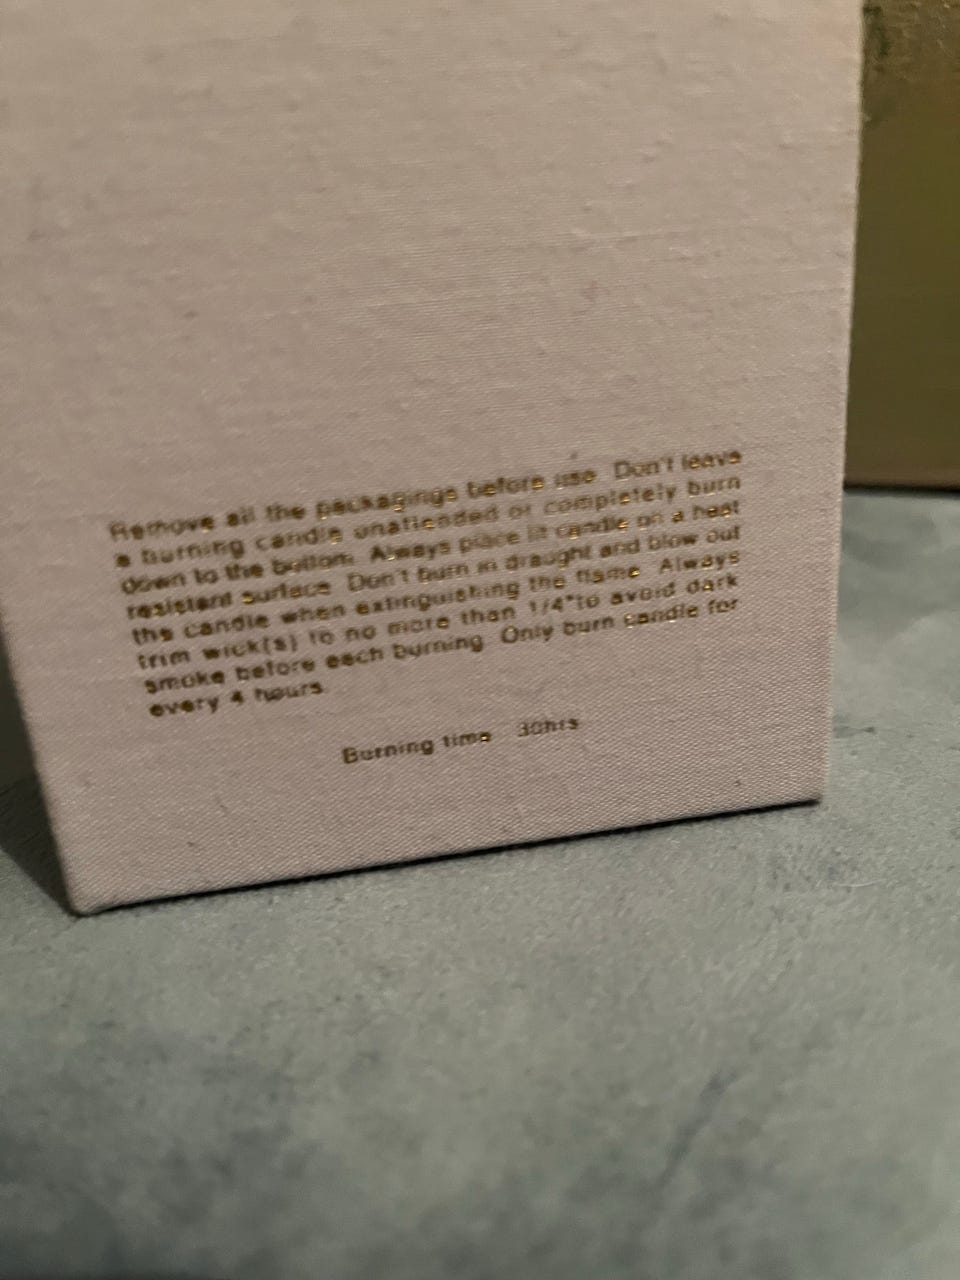 Remove all the packagings before use. Don't leave
a burning candle unattended or completely burn
down to the bottom. Always place lit candle on a heat
resistant surface. Don't burn in draught and blow out
the candle when extinguishing the flame. Always
trim wick(s) to no more than 1/4"to avoid dark
smoke before each burning. Only burn candle for
every 4 hours.
Burning time 30hrs